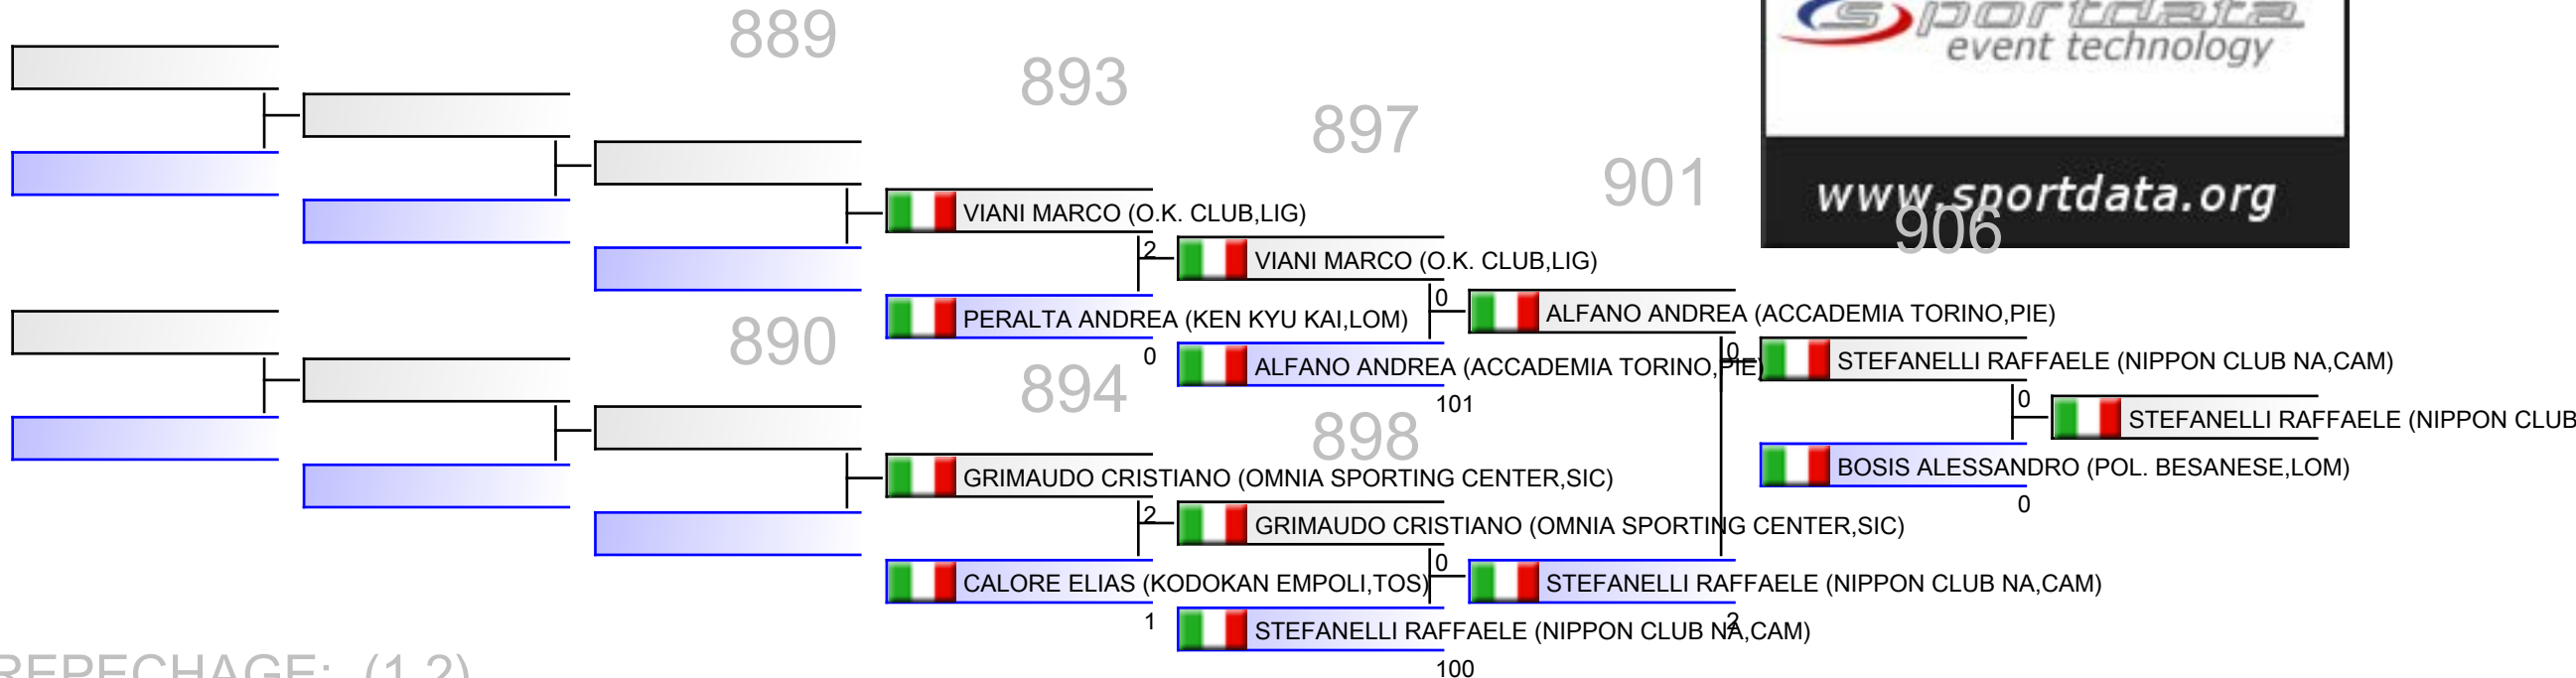 889
sportdata
event technology
893
897
901
www.sportdata.org
906
VIANI MARCO (O.K. CLUB,LIG)
2
VIANI MARCO (O.K. CLUB,LIG)
PERALTA ANDREA (KEN KYU KAI,LOM)
0
0
ALFANO ANDREA (ACCADEMIA TORINO,PIE)
890
0
ALFANO ANDREA (ACCADEMIA TORINO,PIE)
STEFANELLI RAFFAELE (NIPPON CLUB NA,CAM)
894
101
0
STEFANELLI RAFFAELE (NIPPON CLUB
898
GRIMAUDO CRISTIANO (OMNIA SPORTING CENTER,SIC)
BOSIS ALESSANDRO (POL. BESANESE,LOM)
0
2
GRIMAUDO CRISTIANO (OMNIA SPORTING CENTER,SIC)
0
CALORE ELIAS (KODOKAN EMPOLI,TOS)
STEFANELLI RAFFAELE (NIPPON CLUB NA,CAM)
1
2
STEFANELLI RAFFAELE (NIPPON CLUB NA,CAM)
100
REPECHAGE: (1,2)